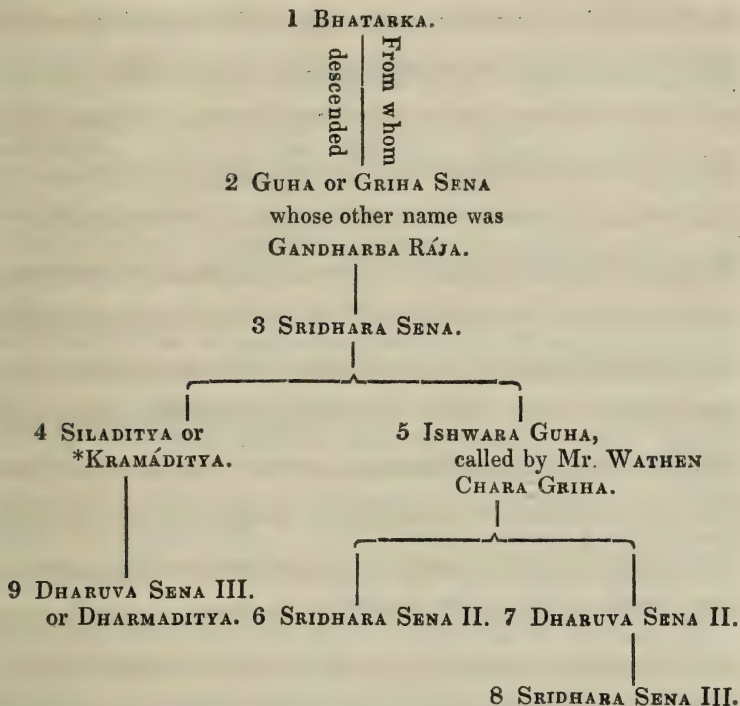 1 BHATARKA.
From whom
descended
2 GUHA or GRIHA SENA
whose other name was
GANDHARBA RÁJA.
3 SRIDHARA SENA.
4 SILADITYA or
*KRAMÁDITYA.
5 ISHWARA GUHA,
called by Mr. WATHEN
CHARA GRIHA.
9 DHARUVA SENA III.
or DHARMADITYA.
6 SRIDHARA SENA II.
7 DHARUVA SENA II.
8 SRIDHARA SENA III.